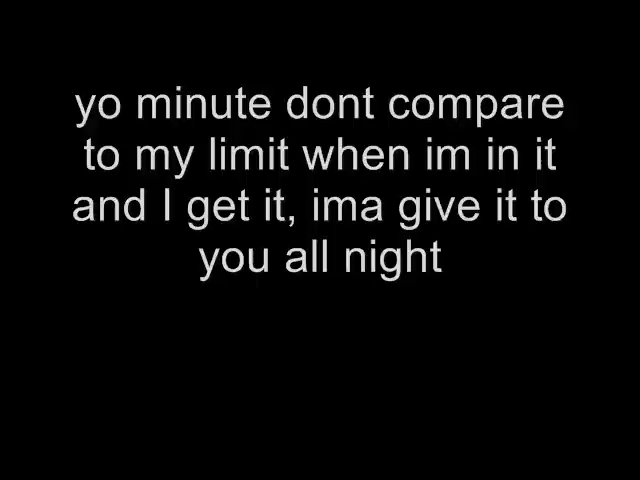 yo minute dont compare
to my limit when im in it
and I get it, ima give it to
you all night